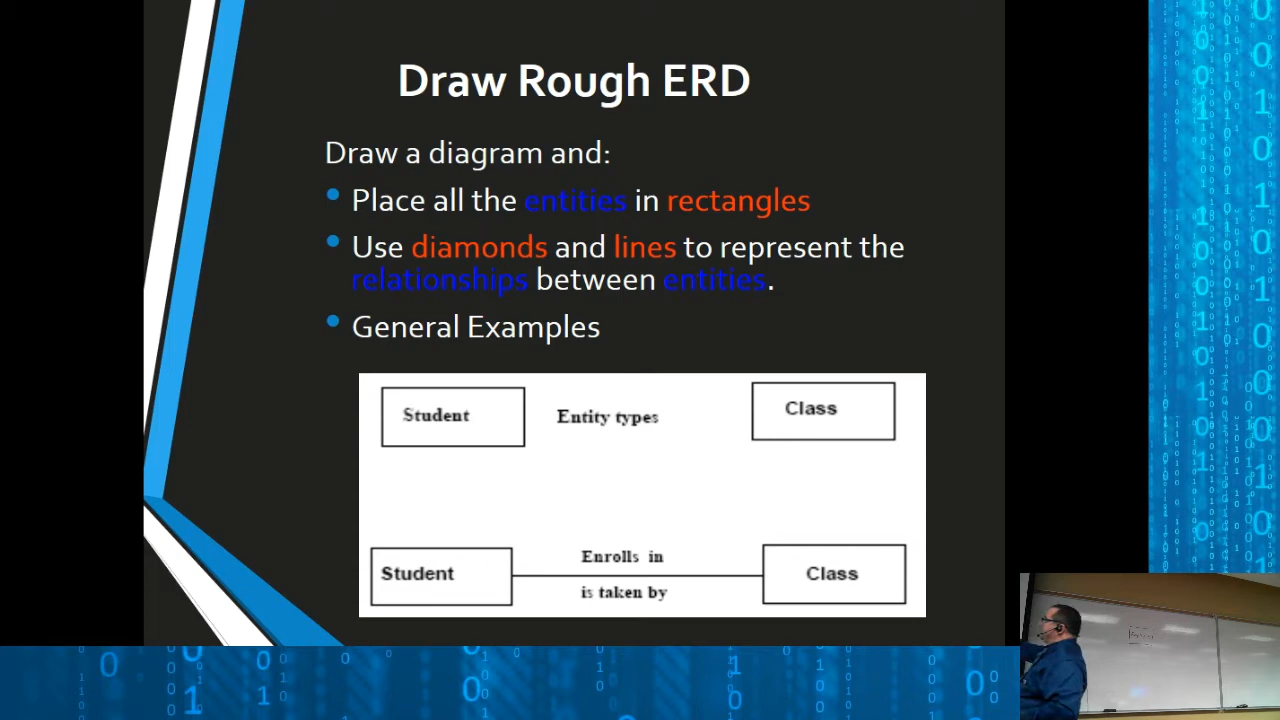 Draw Rough ERD
Draw a diagram and:
Place all the entities in rectangles
Use diamonds and lines to represent the
relationships between entities.
General Examples
Student Entity types Class
Enrolls in
Student Class
is taken by